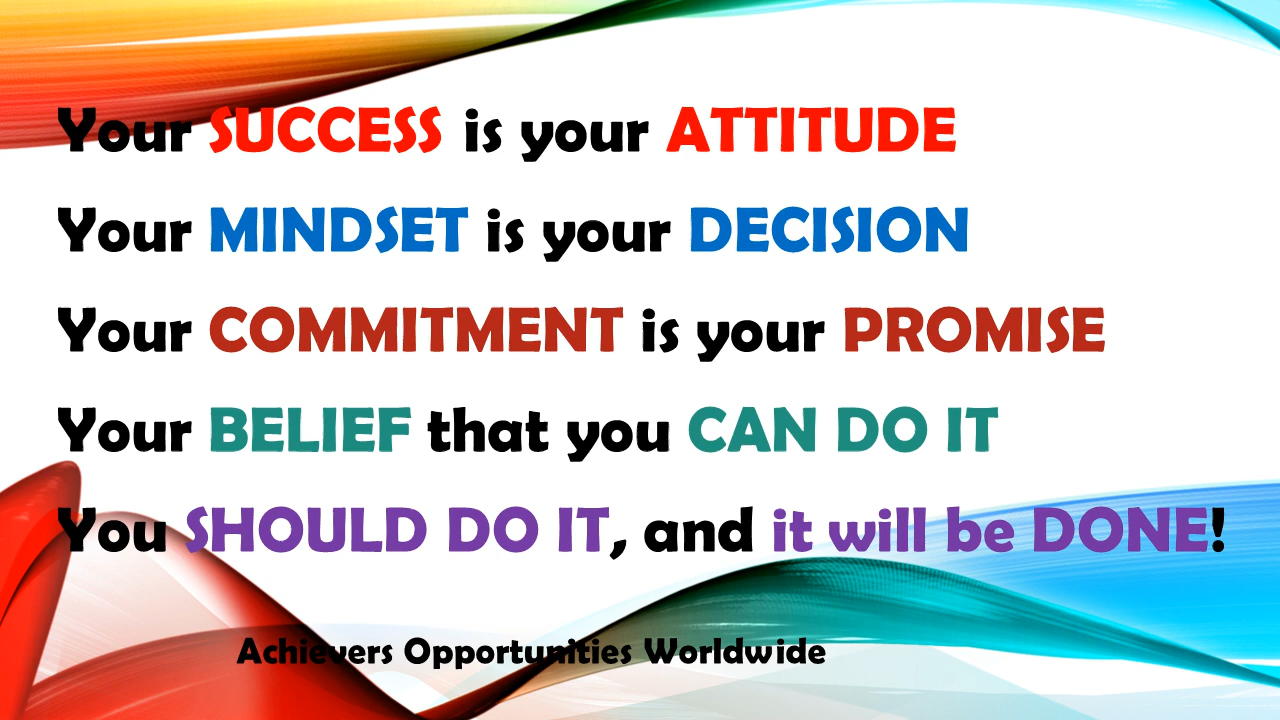 Your SUCCESS is your ATTITUDE
Your MINDSET is your DECISION
Your COMMITMENT is your PROMISE
Your BELIEF that you CAN DO IT
You SHOULD DO IT, and it will be DONE!
Achievers Opportunities Worldwide